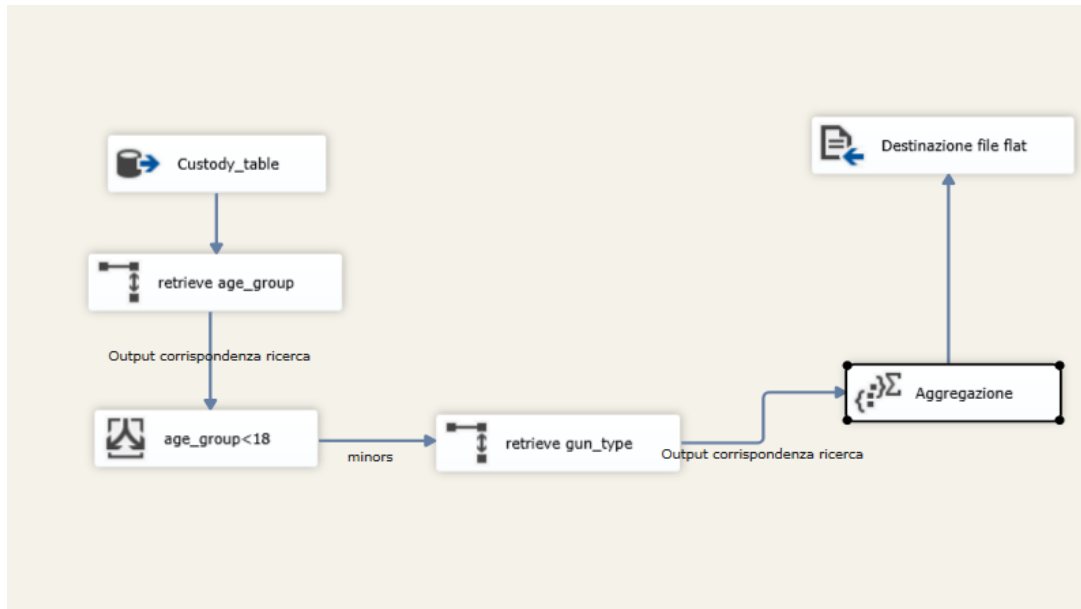 Custody_table
retrieve age_group
Output corrispondenza ricerca
age_group<18
minors
retrieve gun_type
Output corrispondenza ricerca
Aggregazione
Destinazione file flat